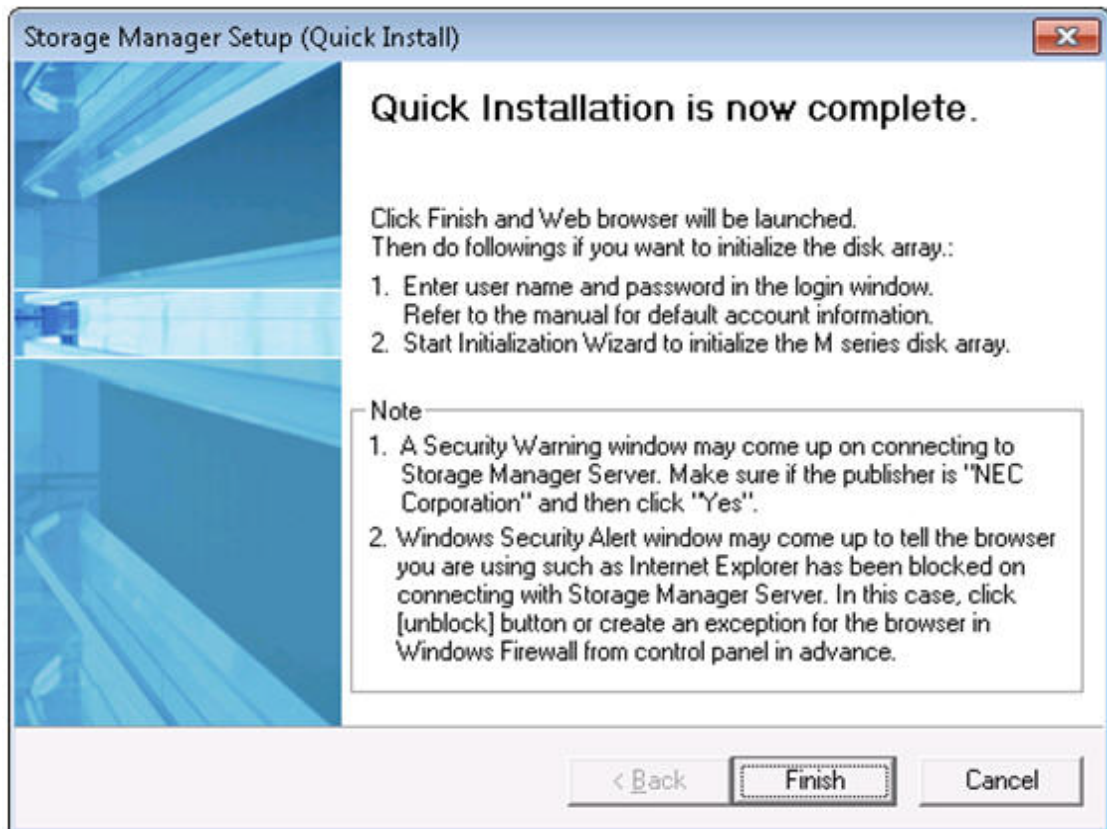 Storage Manager Setup (Quick Install)
Quick Installation is now complete.
Click Finish and Web browser will be launched.
Then do followings if you want to initialize the disk array.:
1. Enter user name and password in the login window.
Refer to the manual for default account information.
2. Start Initialization Wizard to initialize the M series disk array.
Note
1. A Security Warning window may come up on connecting to
Storage Manager Server. Make sure if the publisher is "NEC
Corporation" and then click "Yes".
2. Windows Security Alert window may come up to tell the browser
you are using such as Internet Explorer has been blocked on
connecting with Storage Manager Server. In this case, click
[unblock] button or create an exception for the browser in
Windows Firewall from control panel in advance.
< Back
Finish
Cancel